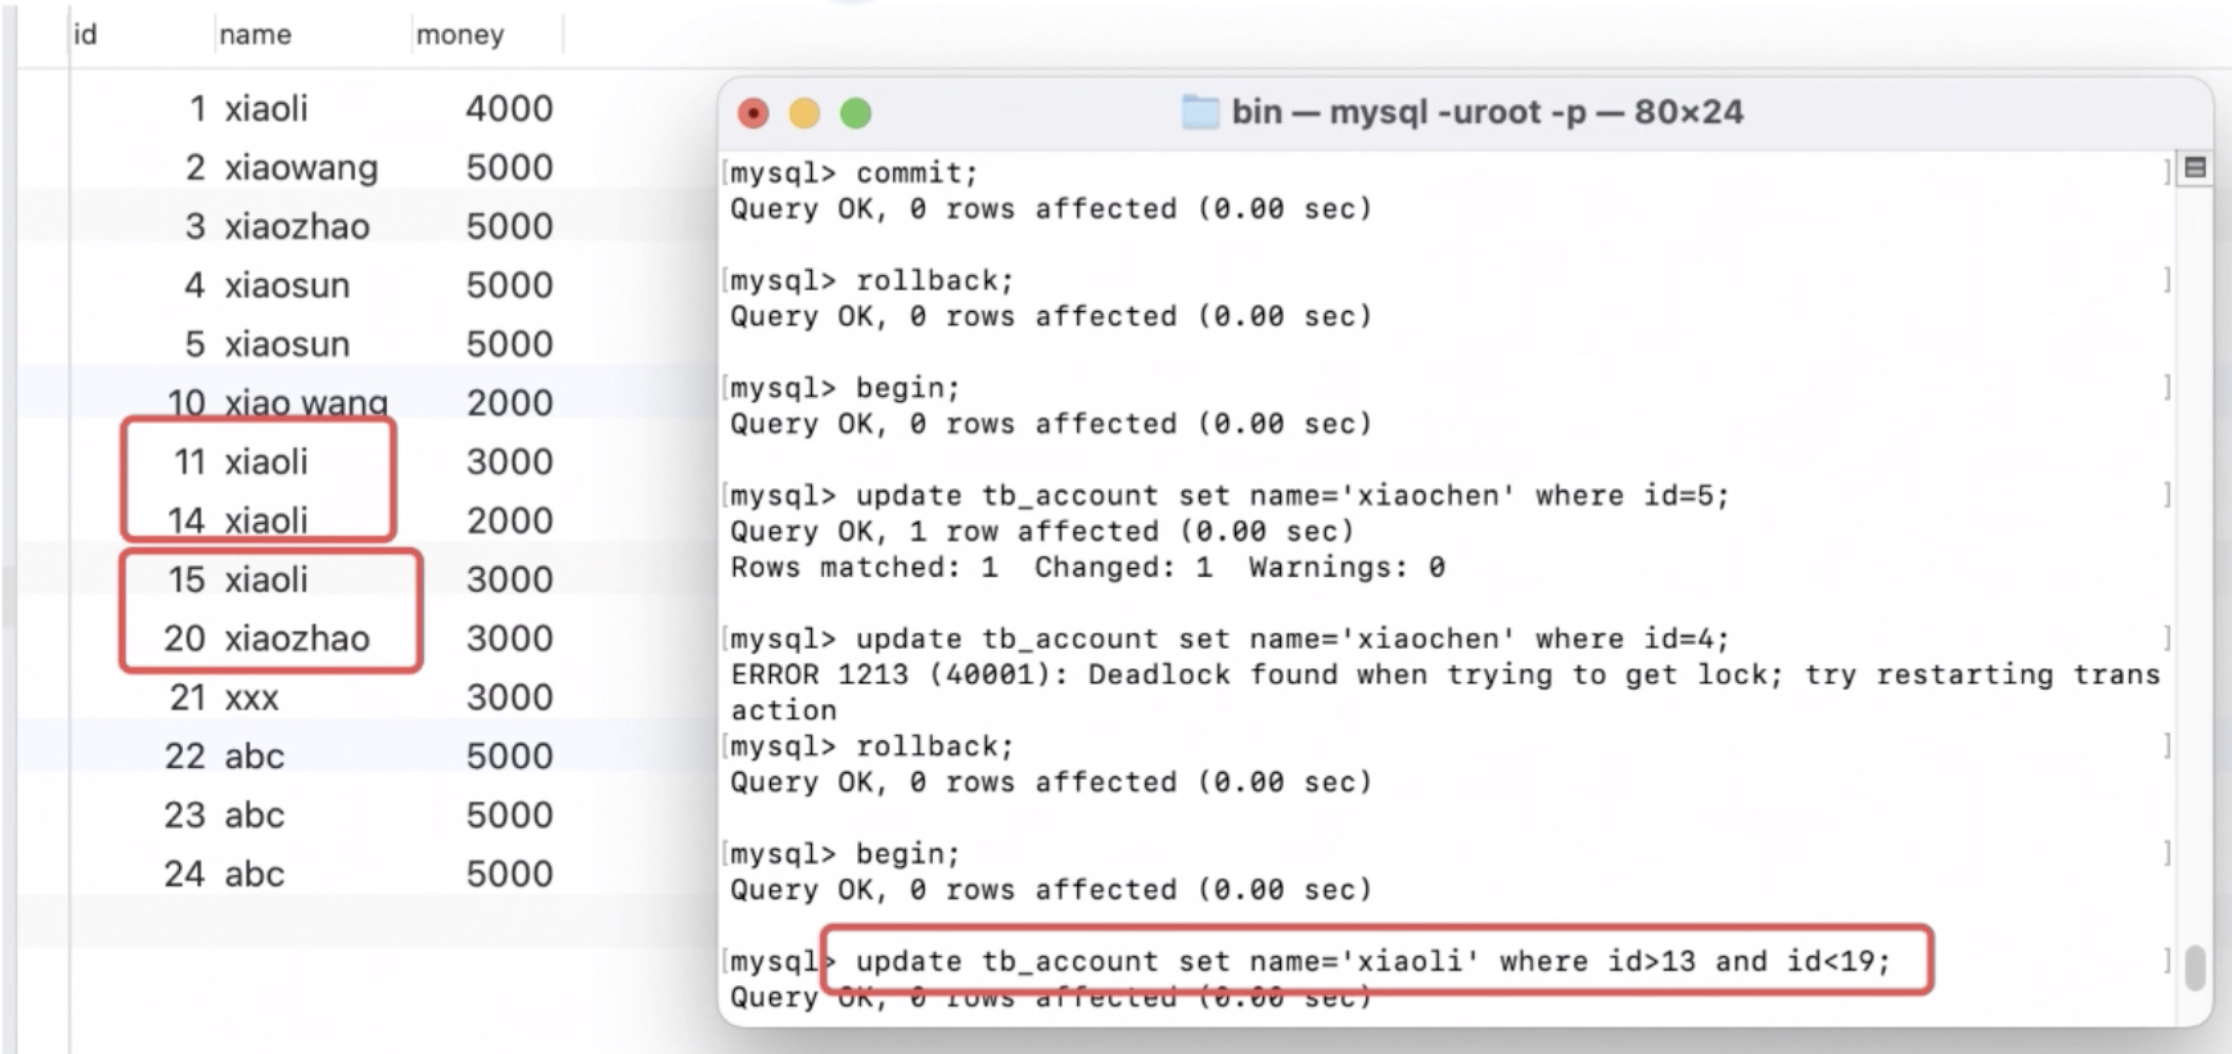 id name money
1 xiaoli 4000
2 xiaowang 5000
3 xiaozhao 5000
4 xiaosun 5000
5 xiaosun 5000
10 xiao wang 2000
11 xiaoli 3000
14 xiaoli 2000
15 xiaoli 3000
20 xiaozhao 3000
21 xxx 3000
22 abc 5000
23 abc 5000
24 abc 5000
bin — mysql -uroot -p — 80×24
[mysql> commit; ]
Query OK, 0 rows affected (0.00 sec)
[mysql> rollback; ]
Query OK, 0 rows affected (0.00 sec)
[mysql> begin; ]
Query OK, 0 rows affected (0.00 sec)
[mysql> update tb_account set name='xiaochen' where id=5; ]
Query OK, 1 row affected (0.00 sec)
Rows matched: 1  Changed: 1  Warnings: 0
[mysql> update tb_account set name='xiaochen' where id=4; ]
ERROR 1213 (40001): Deadlock found when trying to get lock; try restarting trans
action
[mysql> rollback; ]
Query OK, 0 rows affected (0.00 sec)
[mysql> begin; ]
Query OK, 0 rows affected (0.00 sec)
[mysql> update tb_account set name='xiaoli' where id>13 and id<19; ]
Query OK, 0 rows affected (0.00 sec)